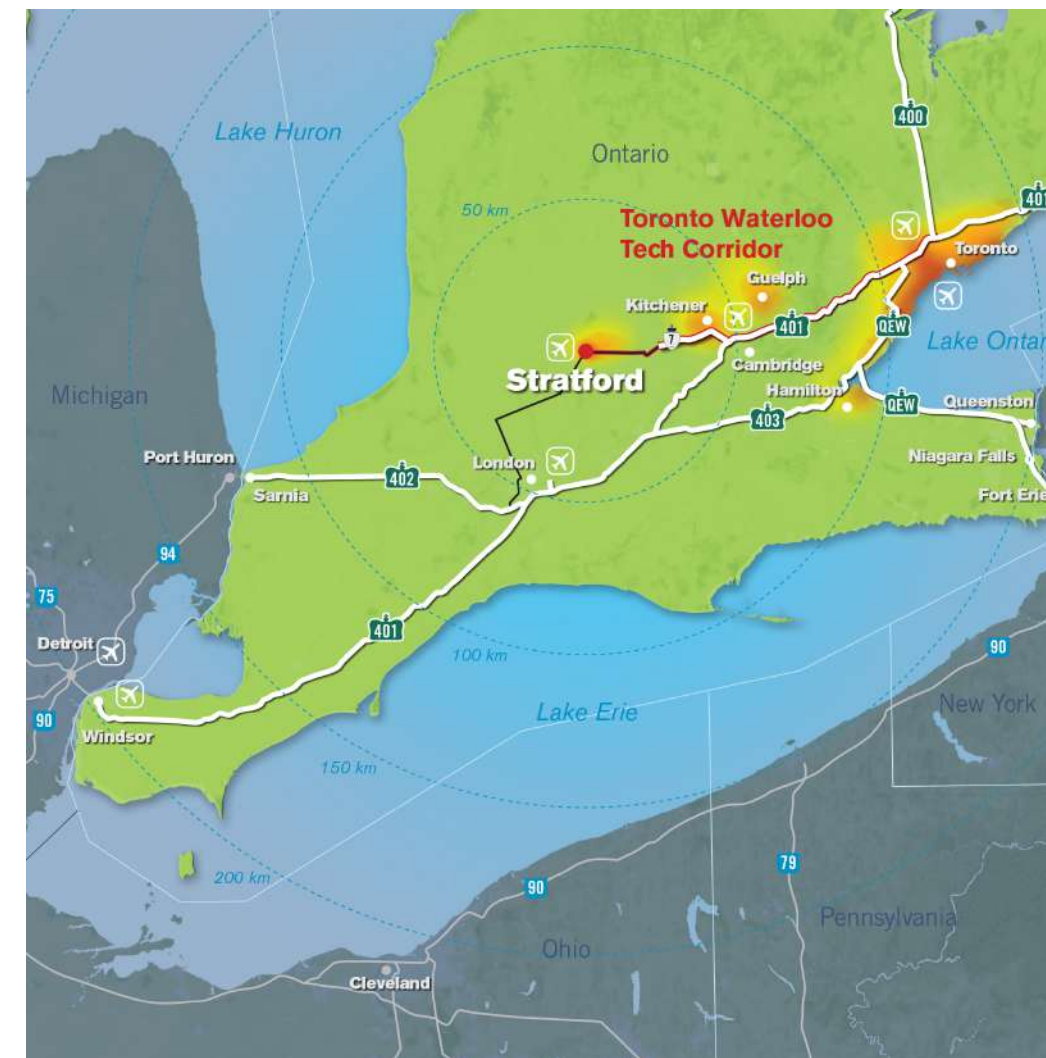 400
Lake Huron
Ontario
401
50 km
Toronto Waterloo
Tech Corridor
Toronto
Guelph
Kitchener
401
QEW
7
Lake Ontar
Cambridge
Stratford
Michigan
Hamilton
QEW
Queenston
403
Port Huron
London
Niagara Falls
402
Sarnia
Fort Erie
94
75
401
Detroit
100 km
90
New York
Lake Erie
90
Windsor
150 km
79
200 km
90
Pennsylvania
Ohio
Cleveland